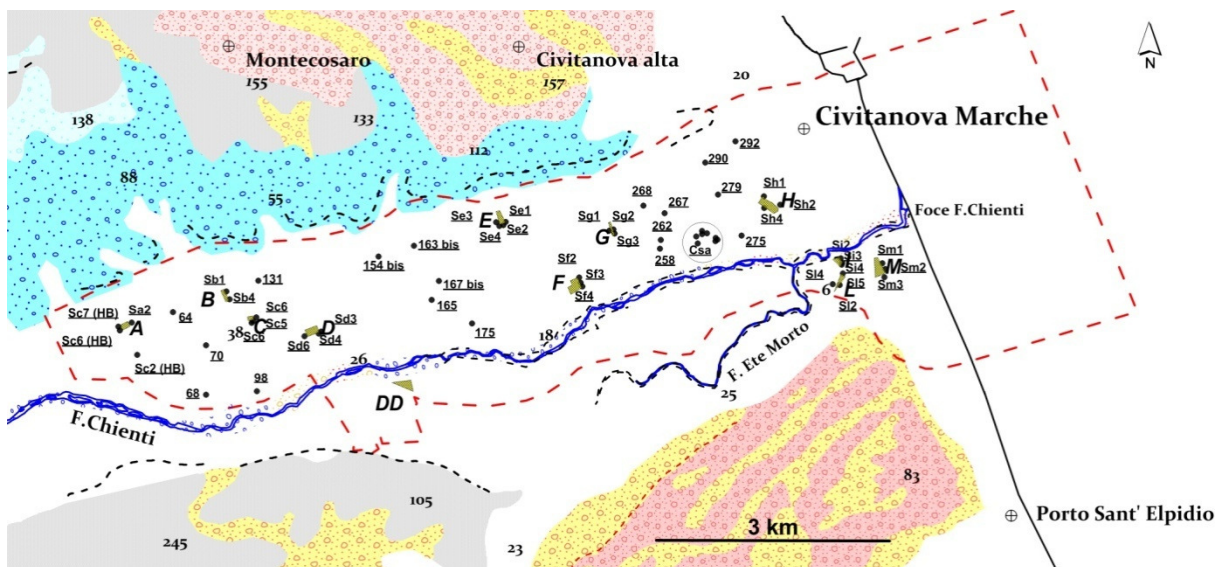 Montecosaro
155
Civitanova alta
157
20
N
138
133
Civitanova Marche
112
292
88
290
55
268
267
279
Sh1
H
Sh2
Sh4
Se3
Se1
E
Se2
Se4
Sg1
Sg2
G
Sg3
262
258
Csa
275
Foce F.Chienti
163 bis
154 bis
Sf2
Sf3
F
Sf4
Si2
Si3
I
Si4
Sl4
6
L
Sl5
Sl2
Sm1
M
Sm2
Sm3
Sb1
131
B
Sb4
167 bis
165
Sa2
Sc7 (HB)
A
Sc6 (HB)
64
38
C
Sc6
Sc5
Sc6
D
Sd3
Sd4
Sd6
175
18
Sc2 (HB)
70
26
68
98
DD
F. Ete Morto
25
F.Chienti
105
83
245
23
3 km
Porto Sant' Elpidio